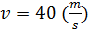 v = 40 (m/s)